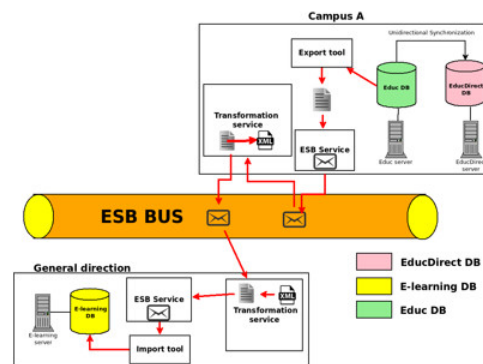 Campus A
Unidirectional Synchronization
Export tool
Educ DB
EducDirect
DB
Transformation
service
XML
ESB Service
Educ server
EducDirect
server
ESB BUS
General direction
E-learning
DB
E-learning
server
ESB Service
Import tool
XML
Transformation
service
EducDirect DB
E-learning DB
Educ DB